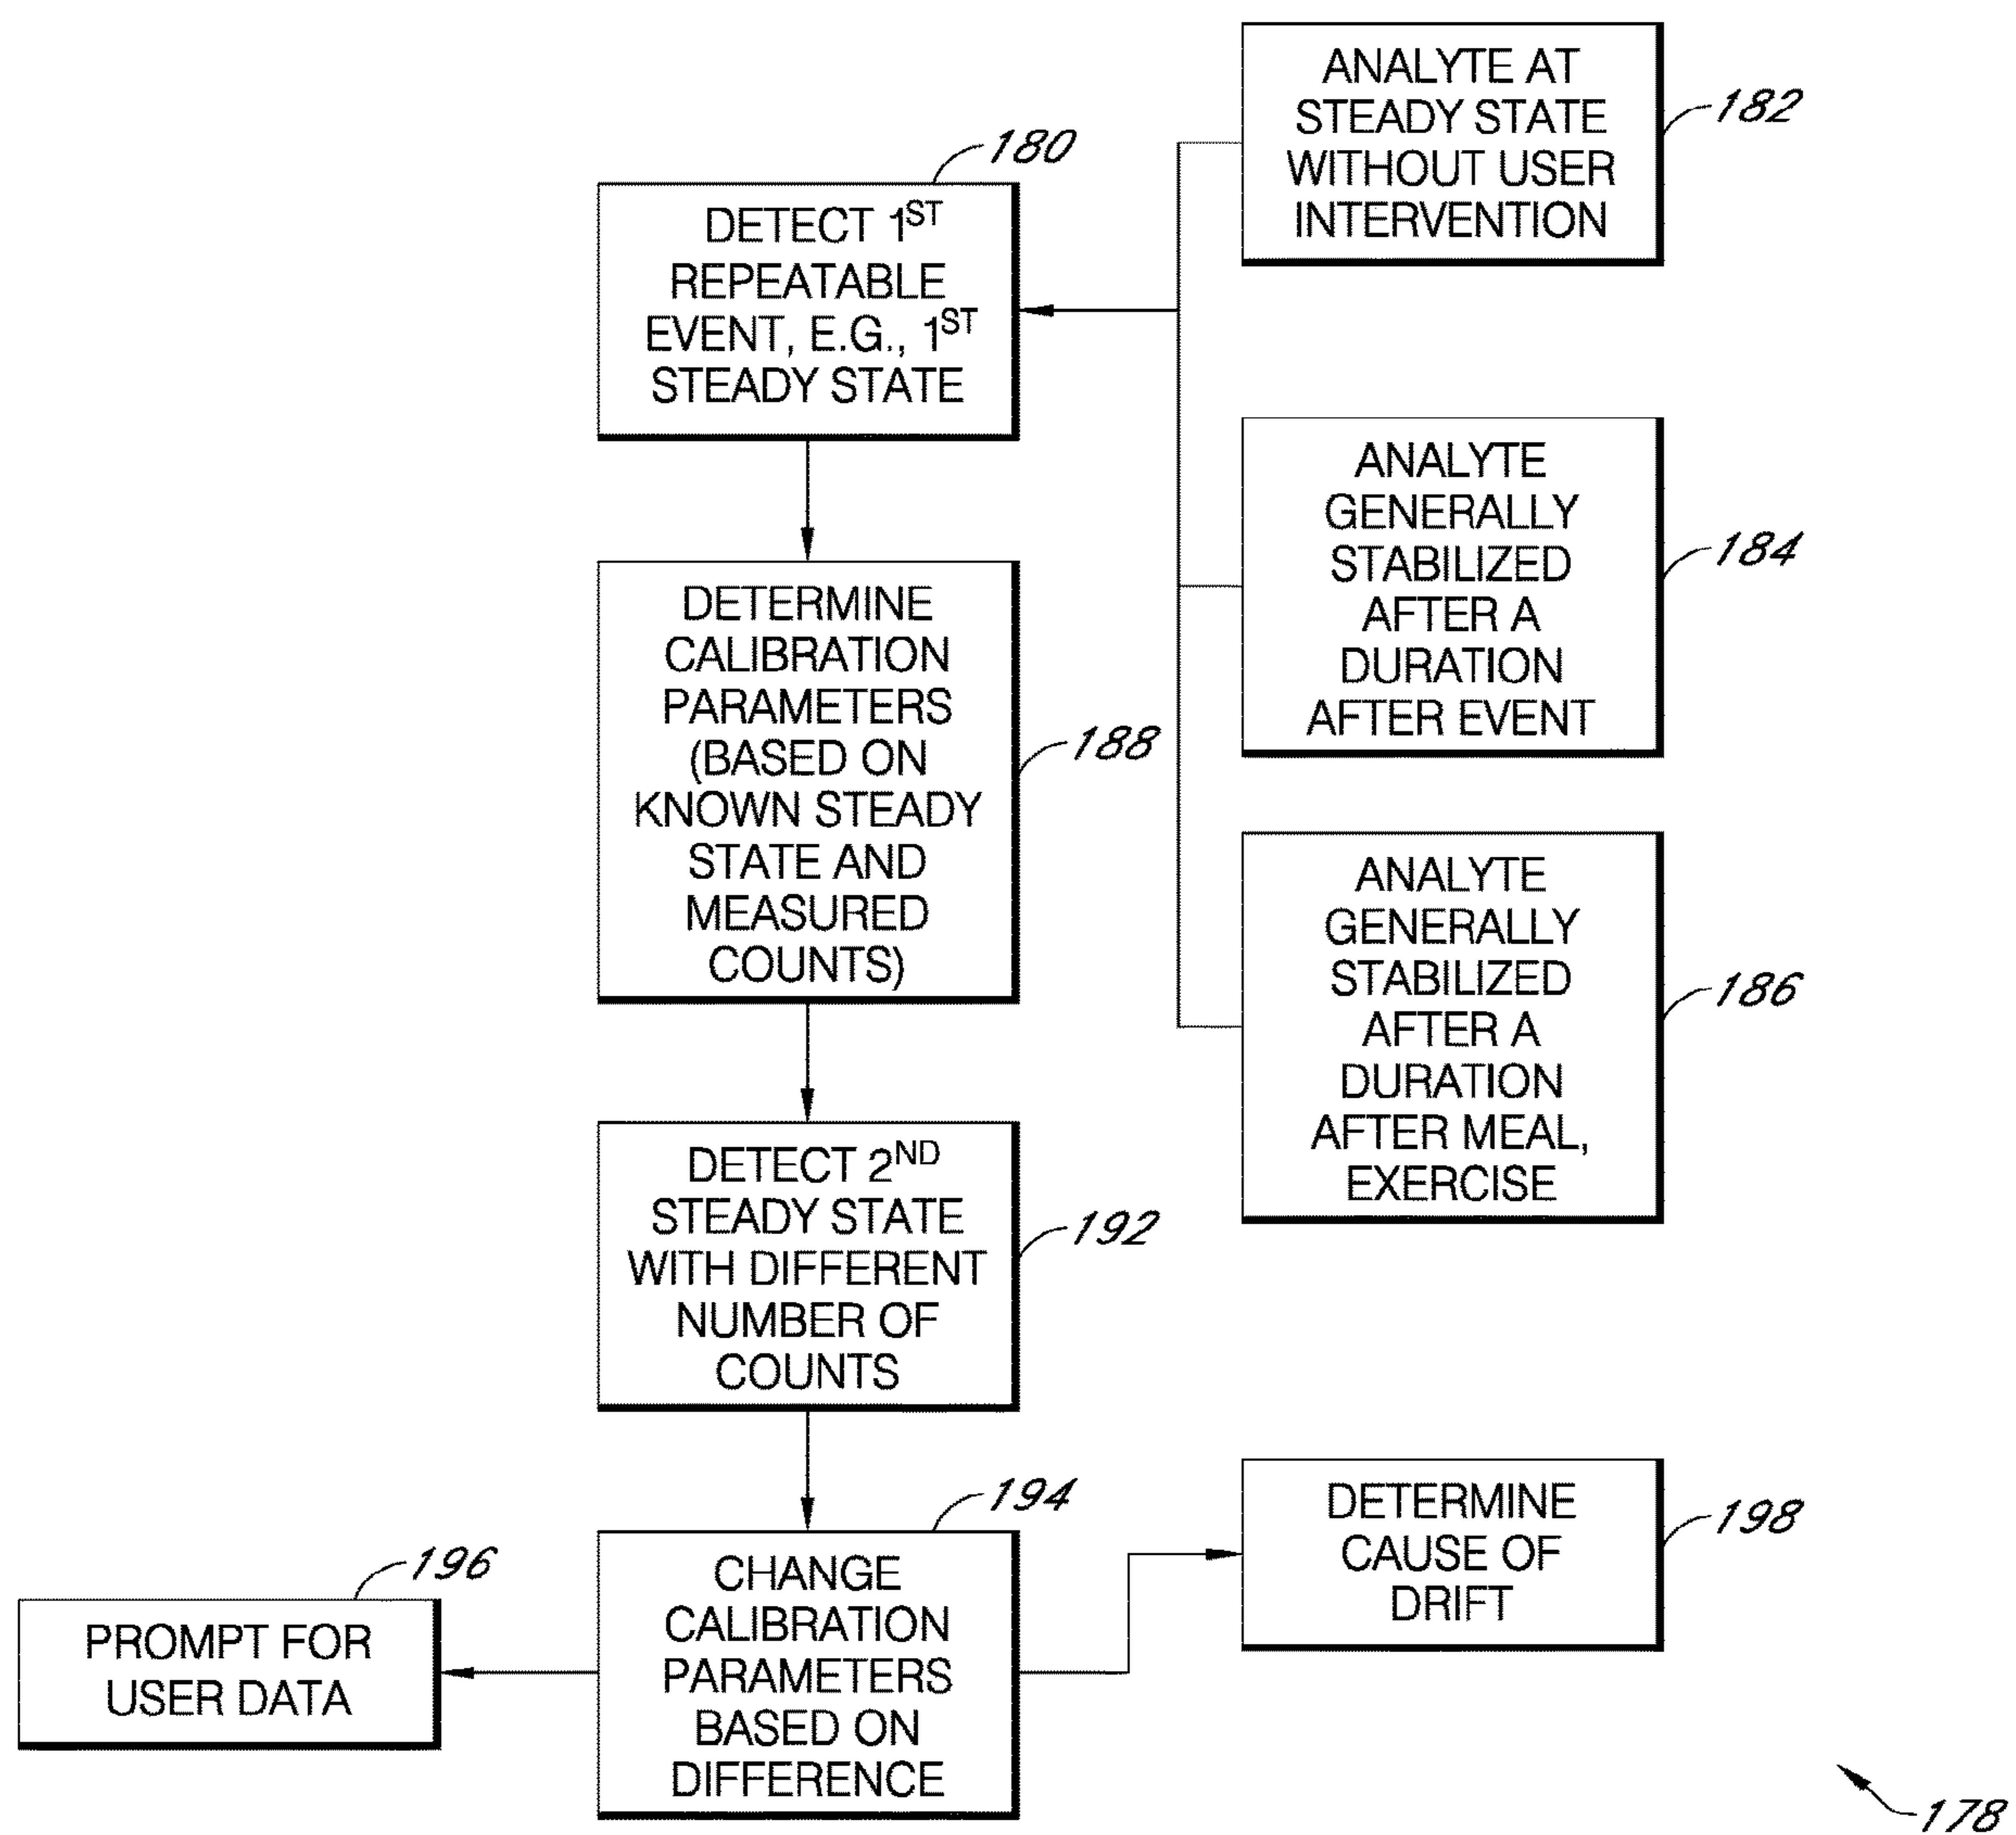 180
DETECT 1ST
REPEATABLE
EVENT, E.G., 1ST
STEADY STATE
ANALYTE AT
STEADY STATE
WITHOUT USER
INTERVENTION
182
ANALYTE
GENERALLY
STABILIZED
AFTER A
DURATION
AFTER EVENT
184
ANALYTE
GENERALLY
STABILIZED
AFTER A
DURATION
AFTER MEAL,
EXERCISE
186
DETERMINE
CALIBRATION
PARAMETERS
(BASED ON
KNOWN STEADY
STATE AND
MEASURED
COUNTS)
188
DETECT 2ND
STEADY STATE
WITH DIFFERENT
NUMBER OF
COUNTS
192
194
CHANGE
CALIBRATION
PARAMETERS
BASED ON
DIFFERENCE
196
PROMPT FOR
USER DATA
DETERMINE
CAUSE OF
DRIFT
198
178